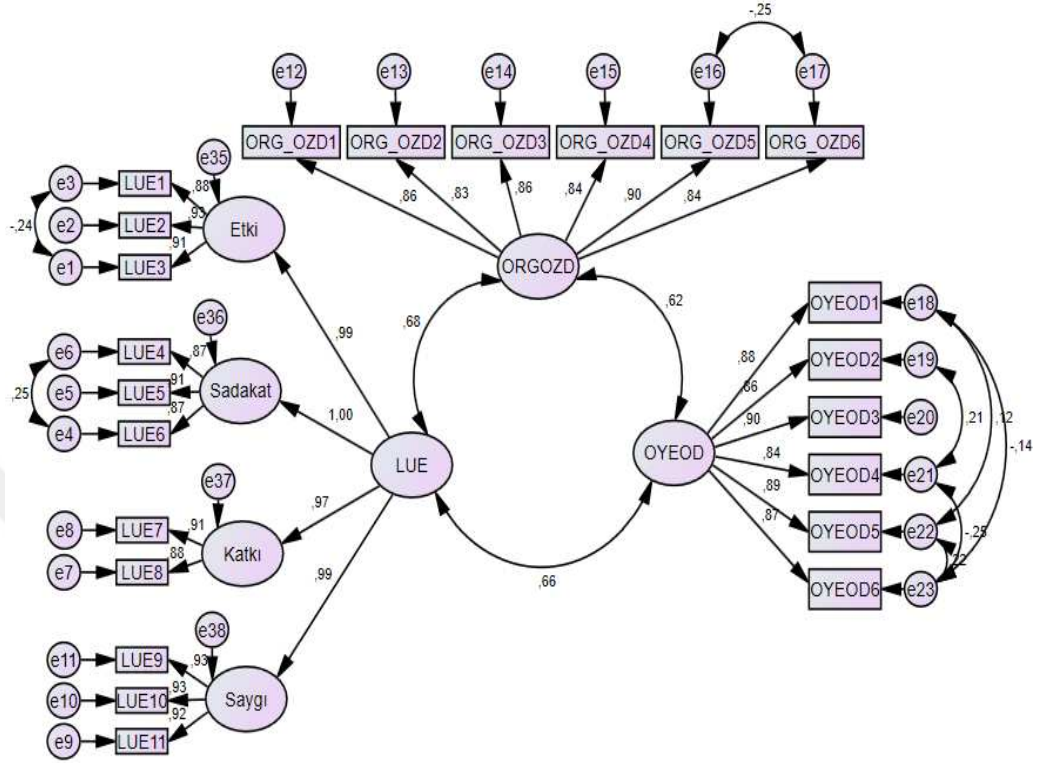 -,25
e12 e13 e14 e15 e16 e17
ORG_OZD1 ORG_OZD2 ORG_OZD3 ORG_OZD4 ORG_OZD5 ORG_OZD6
,86 ,83 ,86 ,84 ,90 ,84
ORGOZD
e35
e3 LUE1 ,88
-,24 e2 LUE2 ,93 Etki
e1 LUE3 ,91
,99
e36
e6 LUE4 ,87
,25 e5 LUE5 ,91 Sadakat
e4 LUE6 ,87
1,00
,68 ,62
LUE
,97
e37
e8 LUE7 ,91
Katkı
e7 LUE8 ,88
,99
,66
e38
e11 LUE9 ,93
e10 LUE10 ,93 Saygı
e9 LUE11 ,92
OYEOD
,88 OYEOD1 e18
,86 OYEOD2 e19
,90 OYEOD3 e20
,84 OYEOD4 e21
,89 OYEOD5 e22
,87 OYEOD6 e23
,21 ,12 -,14
-,25